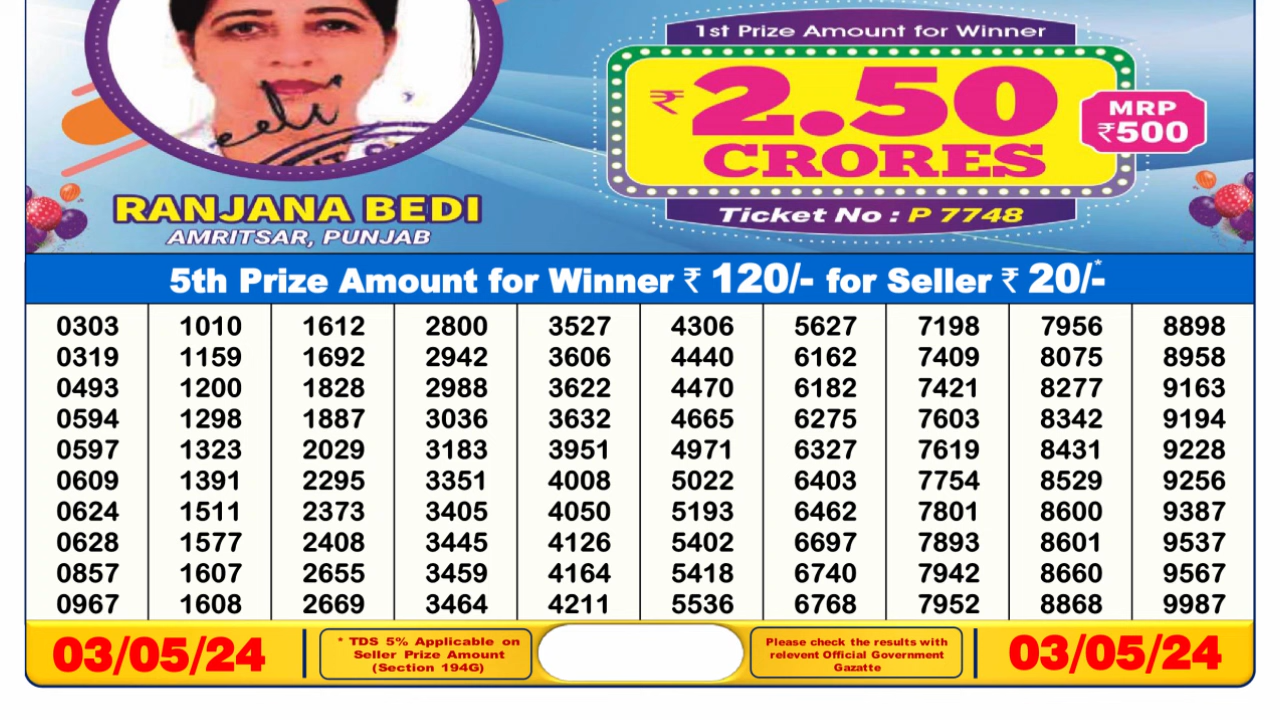 1st Prize Amount for Winner
₹ 2.50
CRORES
MRP
₹500
Ticket No : P 7748
RANJANA BEDI
AMRITSAR, PUNJAB
5th Prize Amount for Winner ₹ 120/- for Seller ₹ 20/-*
0303 1010 1612 2800 3527 4306 5627 7198 7956 8898
0319 1159 1692 2942 3606 4440 6162 7409 8075 8958
0493 1200 1828 2988 3622 4470 6182 7421 8277 9163
0594 1298 1887 3036 3632 4665 6275 7603 8342 9194
0597 1323 2029 3183 3951 4971 6327 7619 8431 9228
0609 1391 2295 3351 4008 5022 6403 7754 8529 9256
0624 1511 2373 3405 4050 5193 6462 7801 8600 9387
0628 1577 2408 3445 4126 5402 6697 7893 8601 9537
0857 1607 2655 3459 4164 5418 6740 7942 8660 9567
0967 1608 2669 3464 4211 5536 6768 7952 8868 9987
03/05/24
* TDS 5% Applicable on
Seller Prize Amount
(Section 194G)
Please check the results with
relevent Official Government
Gazatte
03/05/24